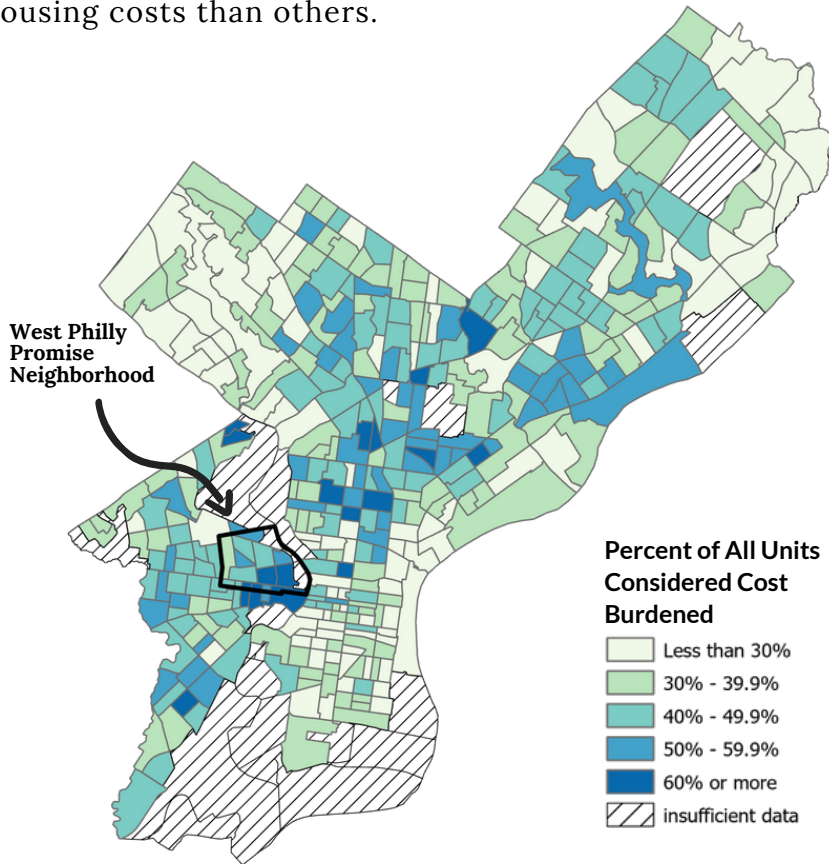 ousing costs than others.
West Philly
Promise
Neighborhood
Percent of All Units
Considered Cost
Burdened
Less than 30%
30% - 39.9%
40% - 49.9%
50% - 59.9%
60% or more
insufficient data